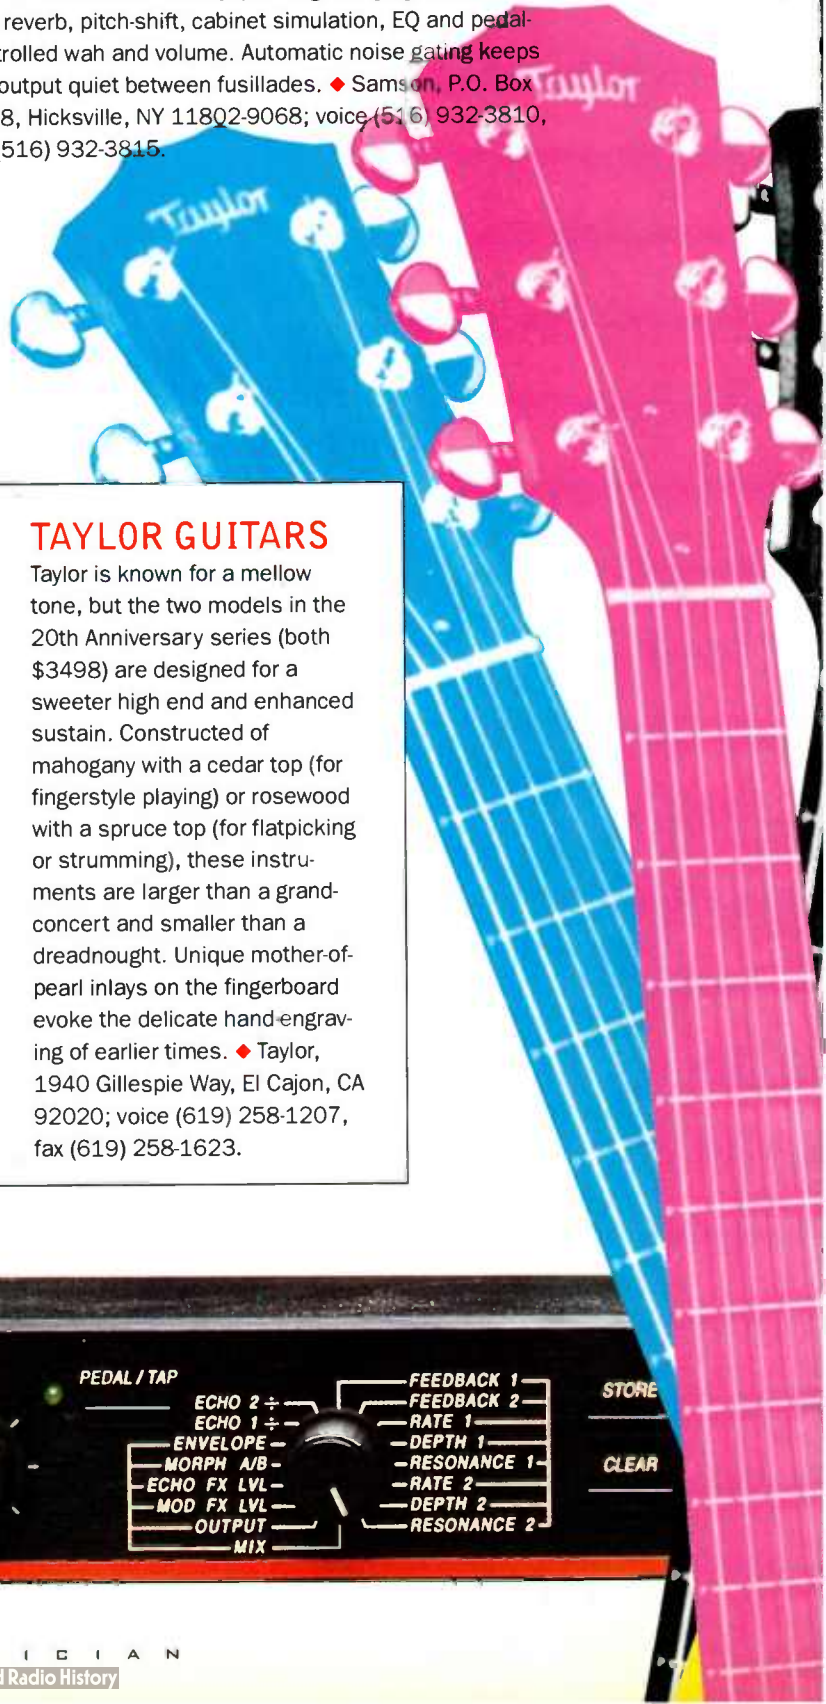 reverb, pitch-shift, cabinet simulation, EQ and pedal-
trolled wah and volume. Automatic noise gating keeps
output quiet between fusillades. ◆ Samson, P.O. Box
8, Hicksville, NY 11802-9068; voice (516) 932-3810,
(516) 932-3815.
Taylor
Taylor
TAYLOR GUITARS
Taylor is known for a mellow
tone, but the two models in the
20th Anniversary series (both
$3498) are designed for a
sweeter high end and enhanced
sustain. Constructed of
mahogany with a cedar top (for
fingerstyle playing) or rosewood
with a spruce top (for flatpicking
or strumming), these instru-
ments are larger than a grand-
concert and smaller than a
dreadnought. Unique mother-of-
pearl inlays on the fingerboard
evoke the delicate hand-engrav-
ing of earlier times. ◆ Taylor,
1940 Gillespie Way, El Cajon, CA
92020; voice (619) 258-1207,
fax (619) 258-1623.
PEDAL / TAP
ECHO 2 ÷
ECHO 1 ÷
ENVELOPE
MORPH A/B
ECHO FX LVL
MOD FX LVL
OUTPUT
MIX
FEEDBACK 1
FEEDBACK 2
RATE 1
DEPTH 1
RESONANCE 1
RATE 2
DEPTH 2
RESONANCE 2
STORE
CLEAR
I C I A N
d Radio History